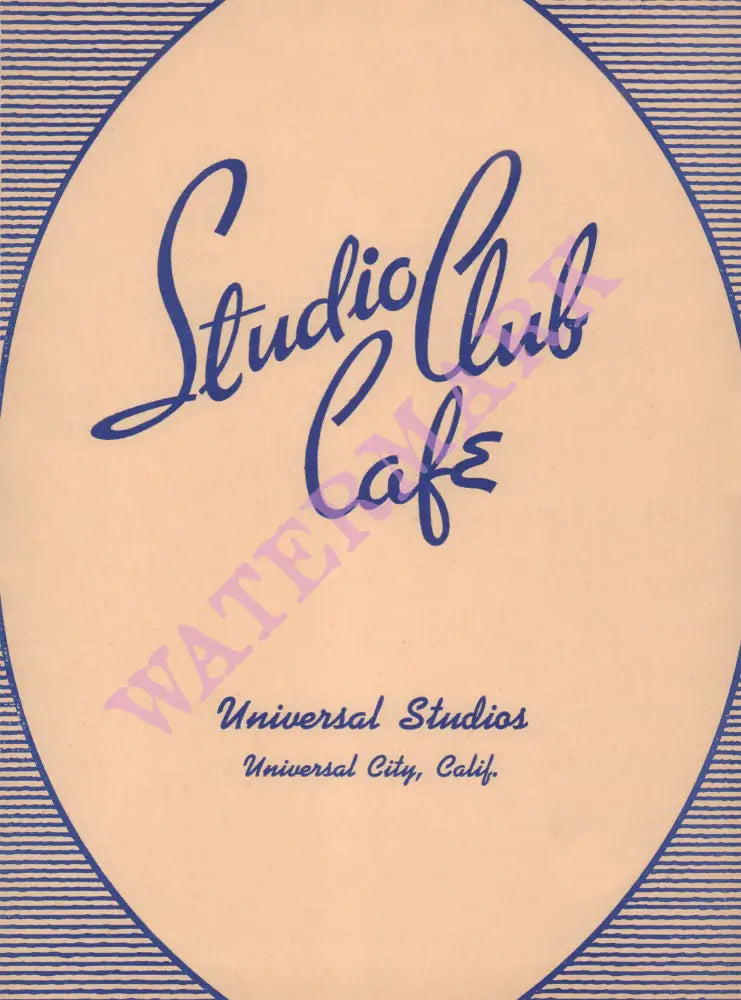 Studio Club
Cafe
WATERMARK
Universal Studios
Universal City, Calif.